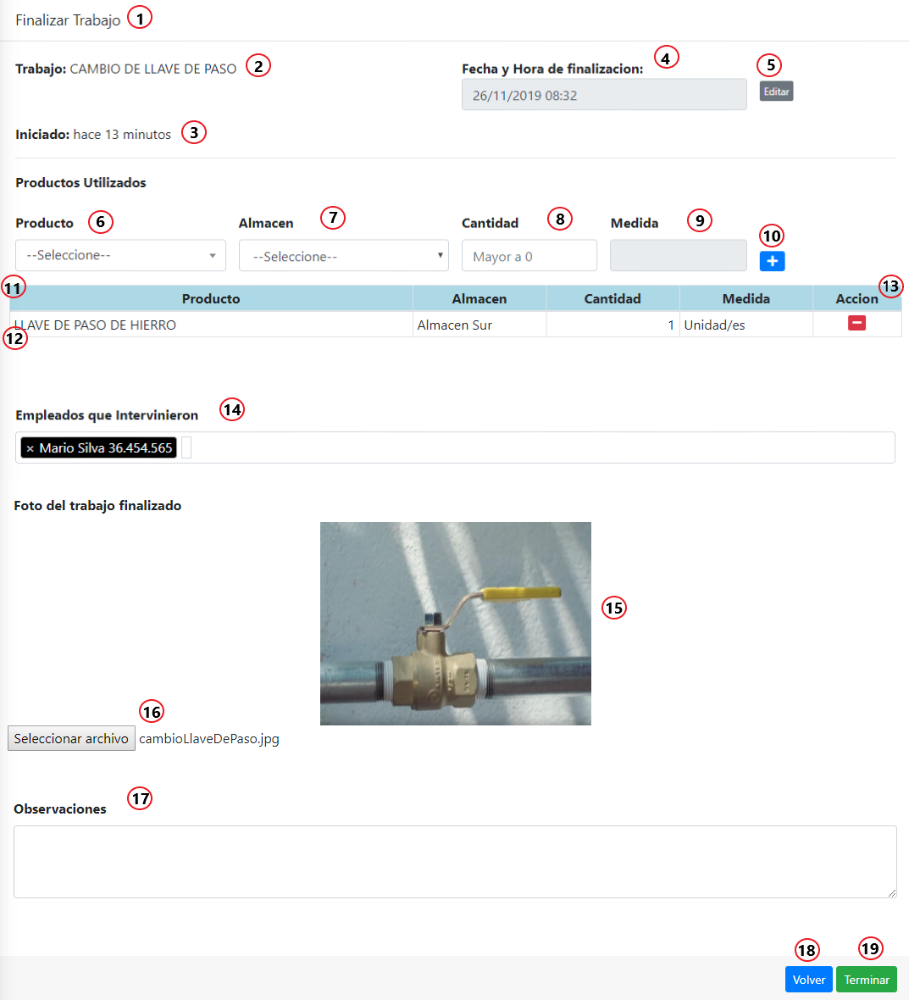 Finalizar Trabajo 1
Trabajo: CAMBIO DE LLAVE DE PASO 2
Fecha y Hora de finalizacion: 4
5
26/11/2019 08:32
Editar
Iniciado: hace 13 minutos 3
Productos Utilizados
Producto 6
Almacen 7
Cantidad 8
Medida 9
10
--Seleccione--
--Seleccione--
Mayor a 0
+
11
13
Producto Almacen Cantidad Medida Accion
LLAVE DE PASO DE HIERRO Almacen Sur 1 Unidad/es
12
Empleados que Intervinieron 14
× Mario Silva 36.454.565
Foto del trabajo finalizado
15
16
Seleccionar archivo cambioLlaveDePaso.jpg
Observaciones 17
18
19
Volver
Terminar